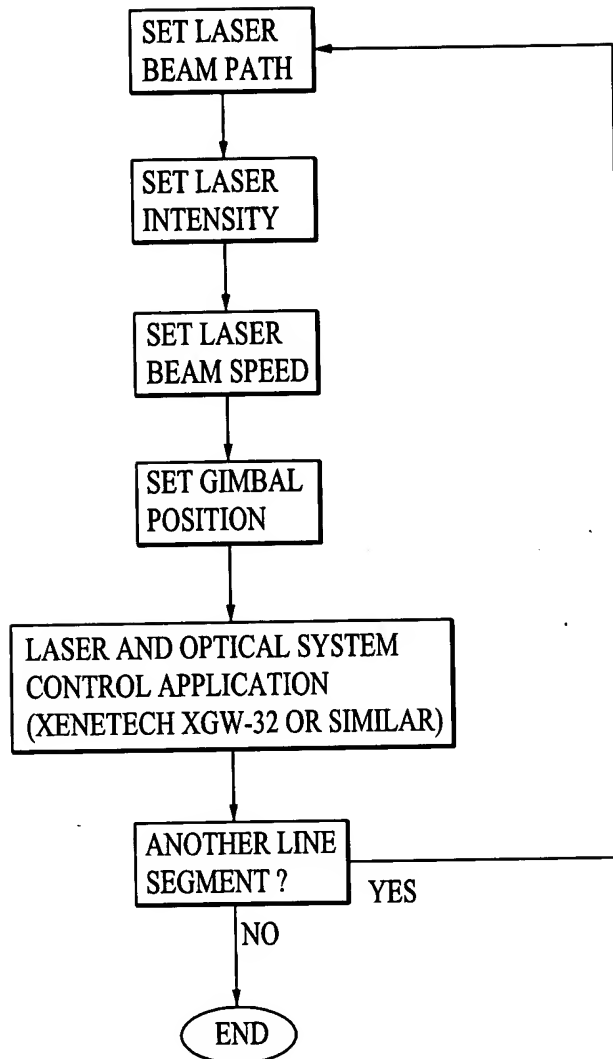 SET LASER
BEAM PATH
SET LASER
INTENSITY
SET LASER
BEAM SPEED
SET GIMBAL
POSITION
LASER AND OPTICAL SYSTEM
CONTROL APPLICATION
(XENETECH XGW-32 OR SIMILAR)
ANOTHER LINE
SEGMENT ?
YES
NO
END